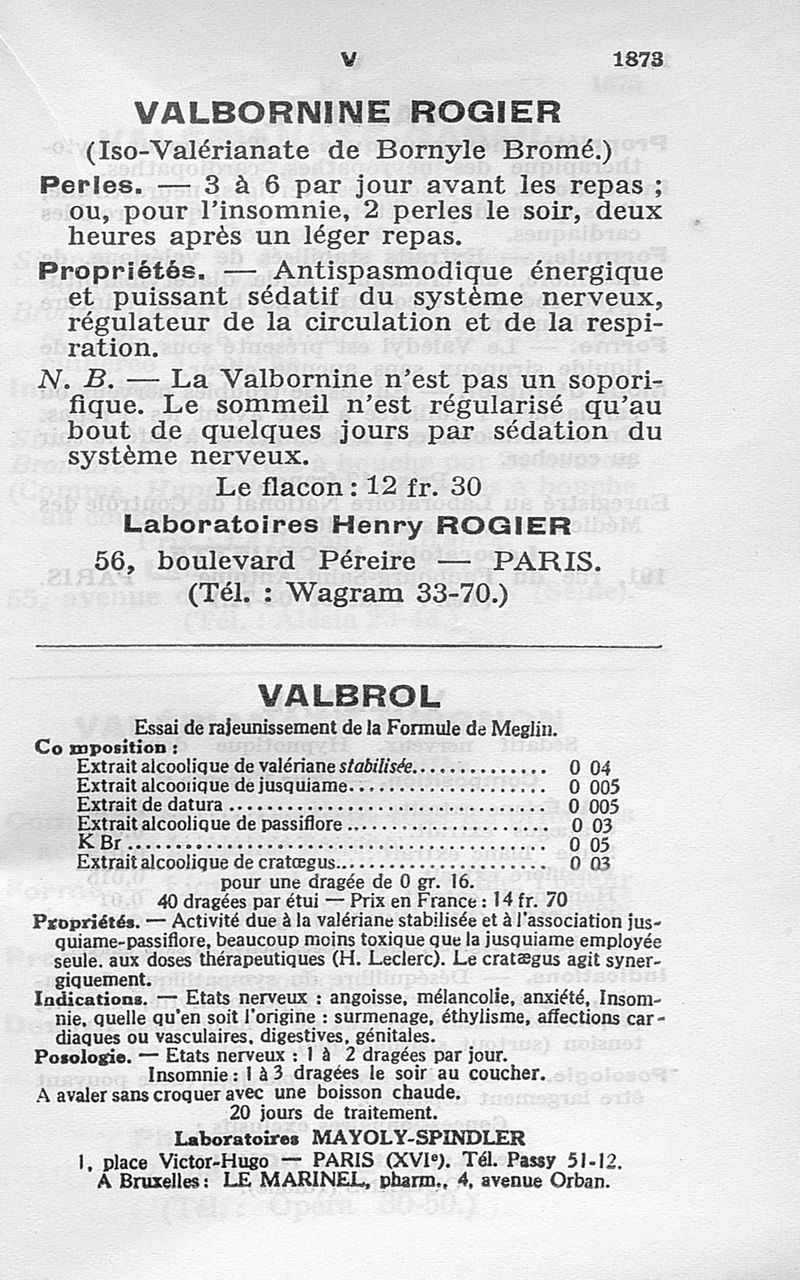 V 1873
VALBORNINE ROGIER
(Iso-Valérianate de Bornyle Bromé.)
Perles. — 3 à 6 par jour avant les repas ;
ou, pour l'insomnie, 2 perles le soir, deux
heures après un léger repas.
Propriétés. — Antispasmodique énergique
et puissant sédatif du système nerveux,
régulateur de la circulation et de la respi-
ration.
N. B. — La Valbornine n'est pas un sopori-
fique. Le sommeil n'est régularisé qu'au
bout de quelques jours par sédation du
système nerveux.
Le flacon : 12 fr. 30
Laboratoires Henry ROGIER
56, boulevard Péreire — PARIS.
(Tél. : Wagram 33-70.)
VALBROL
Essai de rajeunissement de la Formule de Meglin.
Composition :
Extrait alcoolique de valériane stabilisée.............. 0 04
Extrait alcoolique de jusquiame..................... 0 005
Extrait de datura .................................. 0 005
Extrait alcoolique de passiflore ..................... 0 03
K Br............................................. 0 05
Extrait alcoolique de cratœgus...................... 0 03
pour une dragée de 0 gr. 16.
40 dragées par étui — Prix en France : 14 fr. 70
Propriétés. — Activité due à la valériane stabilisée et à l'association jus-
quiame-passiflore, beaucoup moins toxique que la jusquiame employée
seule. aux doses thérapeutiques (H. Leclerc). Le cratægus agit syner-
giquement.
Indications. — Etats nerveux : angoisse, mélancolie, anxiété, Insom-
nie, quelle qu'en soit l'origine : surmenage, éthylisme, affections car-
diaques ou vasculaires, digestives, génitales.
Posologie. — Etats nerveux : 1 à 2 dragées par jour.
Insomnie : 1 à 3 dragées le soir au coucher.
A avaler sans croquer avec une boisson chaude.
20 jours de traitement.
Laboratoires MAYOLY-SPINDLER
1, place Victor-Hugo — PARIS (XVIe). Tél. Passy 51-12.
A Bruxelles : LE MARINEL, pharm., 4, avenue Orban.